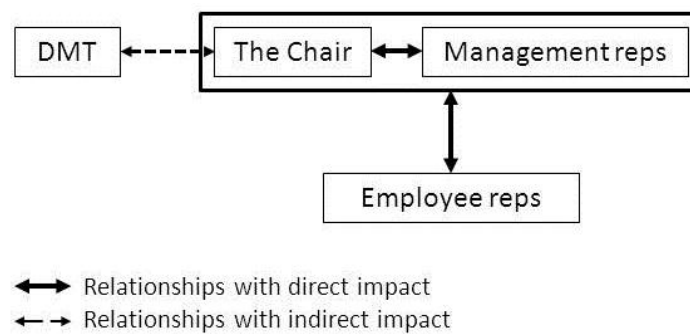 DMT
The Chair
Management reps
Employee reps
Relationships with direct impact
Relationships with indirect impact